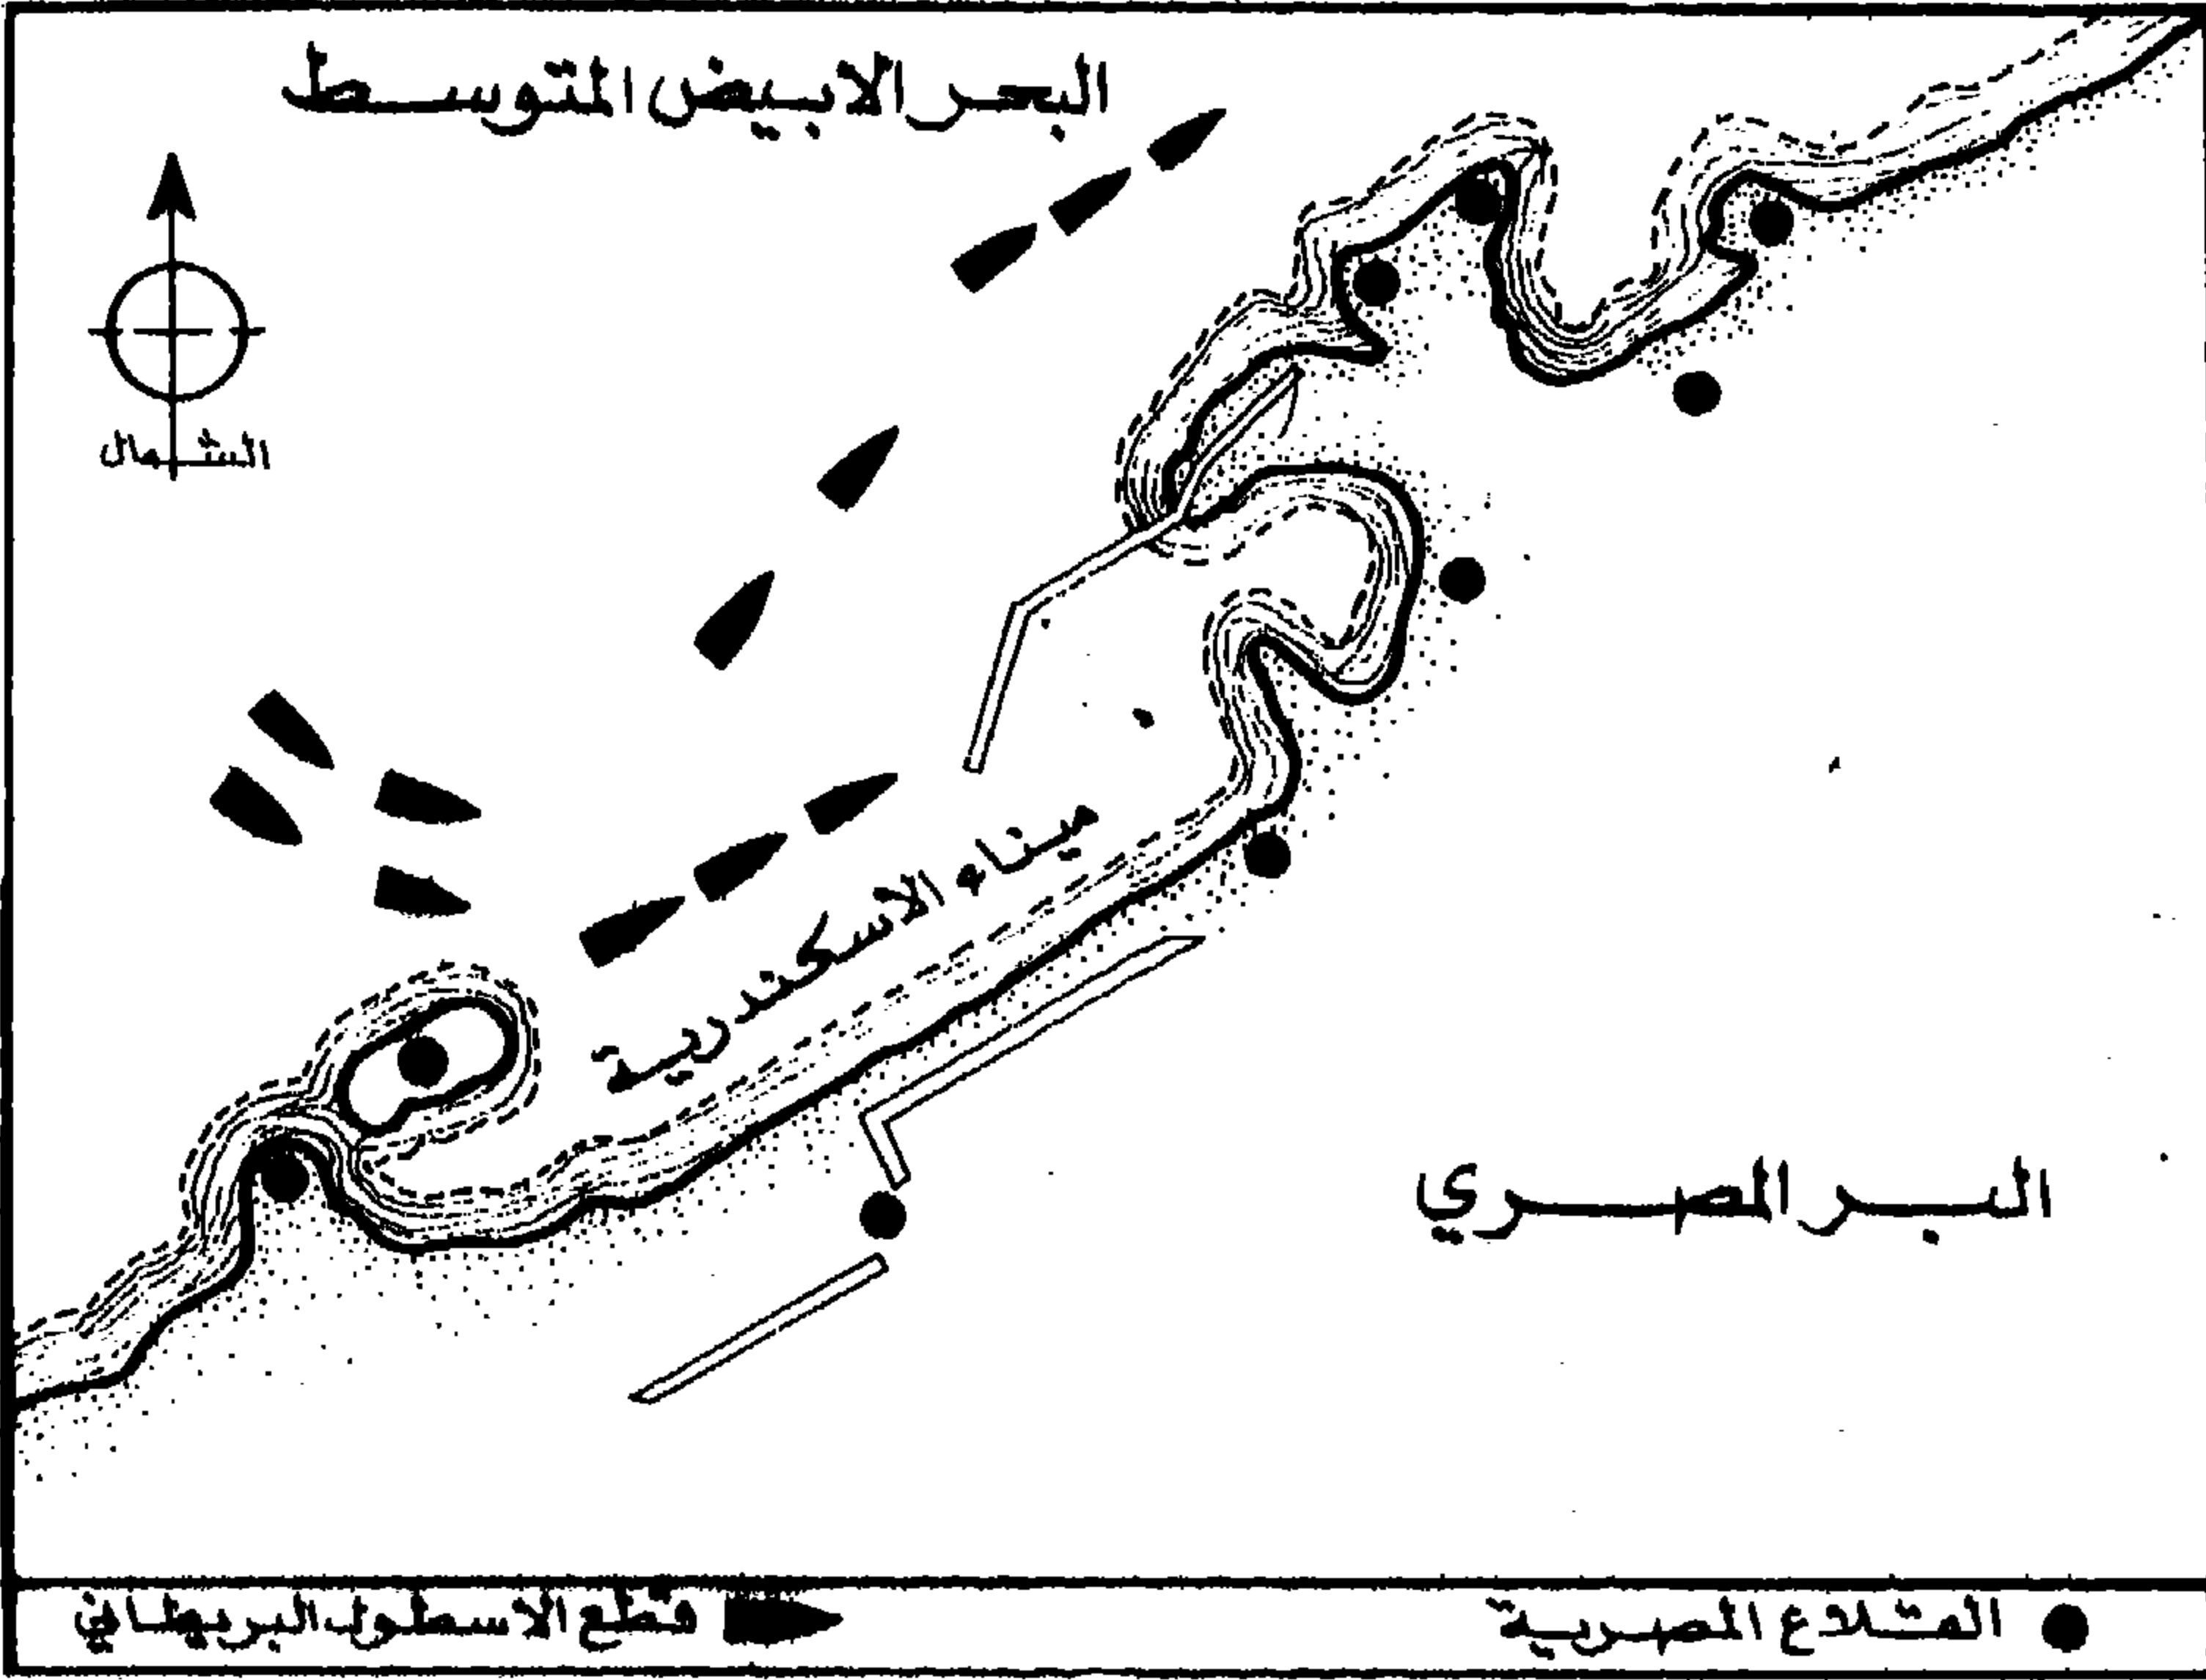 البحر الابيض المتوسط
الشمال
ميناء الاسكندرية
البر المصري
القلاع المصرية
قطع الاسطول البريطاني